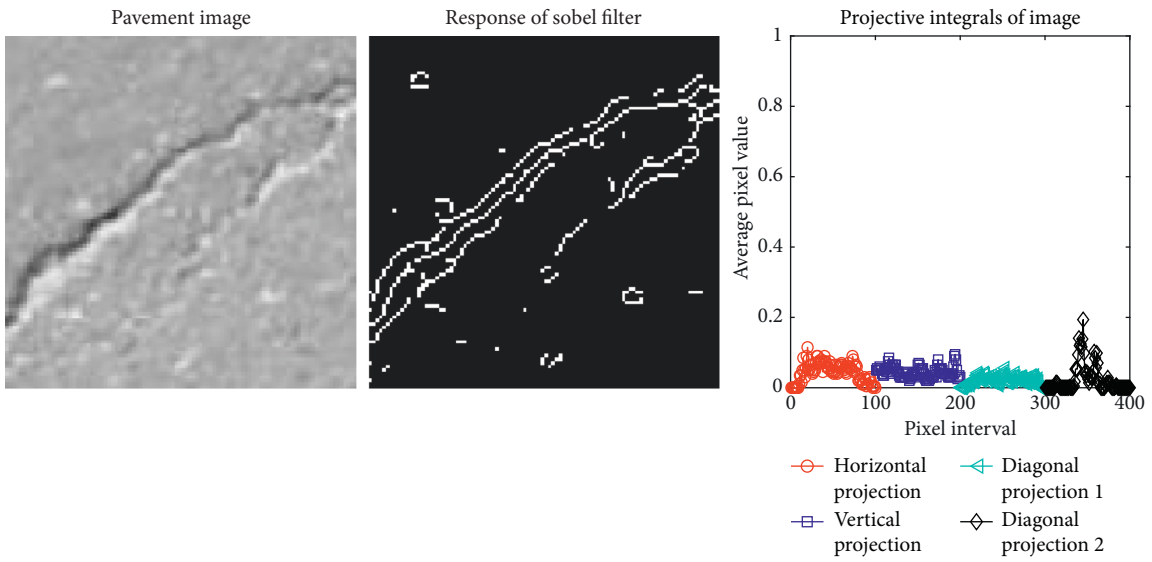 Pavement image
Response of sobel filter
Projective integrals of image
1
0.8
0.6
0.4
0.2
0
Average pixel value
0 100 200 300 400
Pixel interval
Horizontal
projection
Diagonal
projection 1
Vertical
projection
Diagonal
projection 2